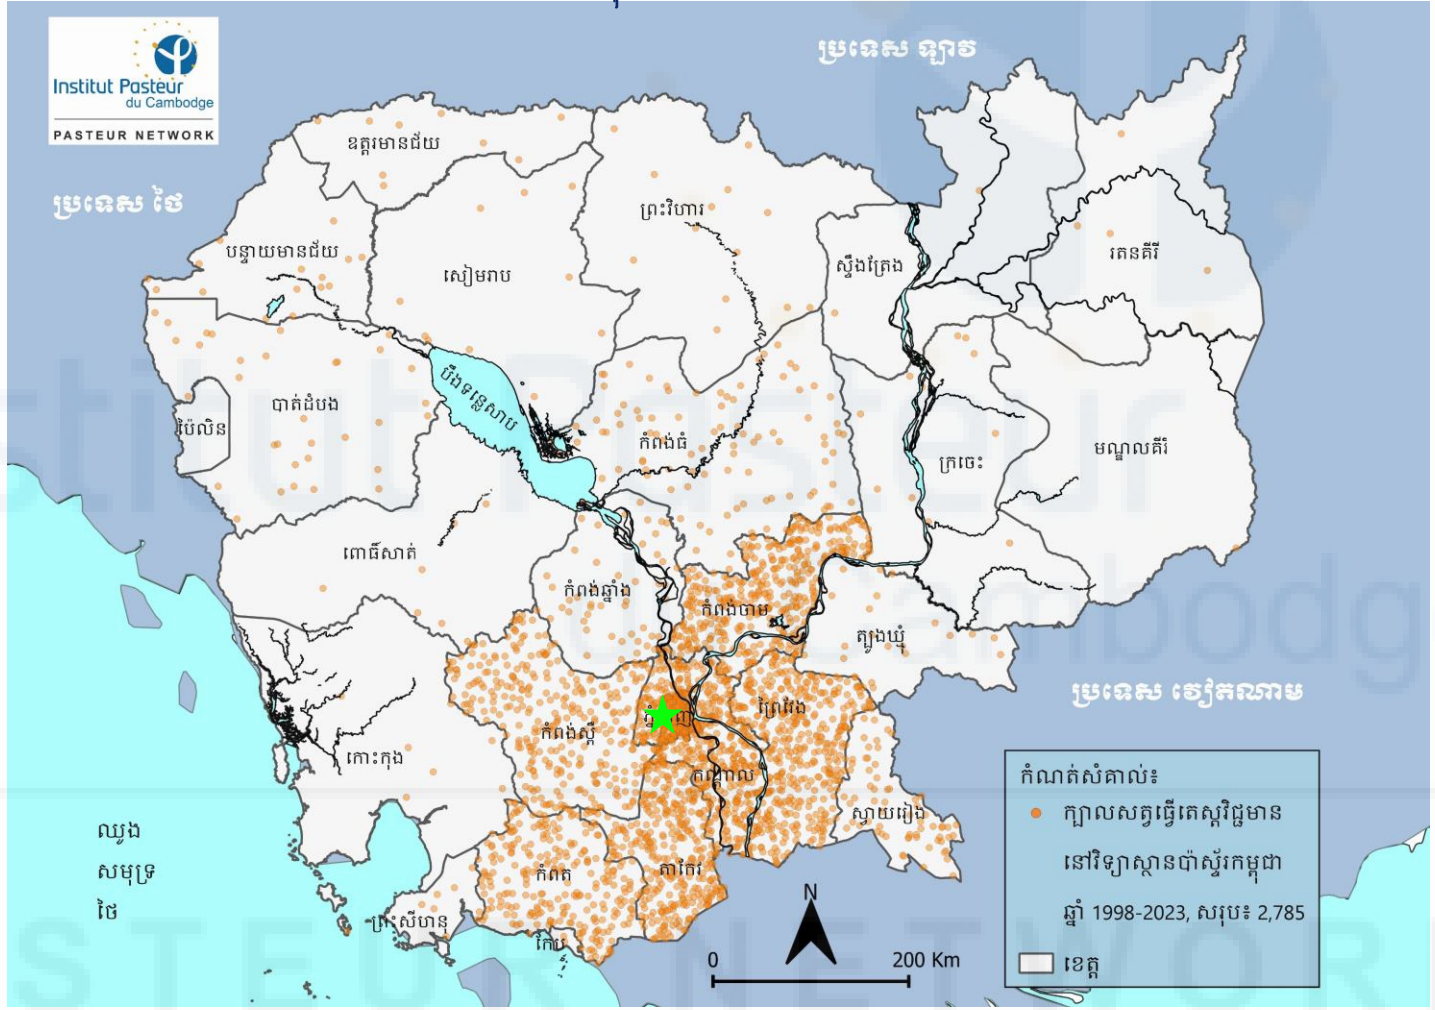 Institut Pasteur
du Cambodge
PASTEUR NETWORK
ប្រទេស ឡាវ
ប្រទេស ថៃ
ឧត្តរមានជ័យ
ព្រះវិហារ
បន្ទាយមានជ័យ
សៀមរាប
ស្ទឹងត្រែង
រតនគីរី
បឹងទន្លេសាប
បាត់ដំបង
ប៉ៃលិន
កំពង់ធំ
ក្រចេះ
មណ្ឌលគីរី
ពោធិ៍សាត់
កំពង់ឆ្នាំង
កំពង់ចាម
ត្បូងឃ្មុំ
ប្រទេស វៀតណាម
ព្រៃវែង
កំពង់ស្ពឺ
កោះកុង
កណ្តាល
ស្វាយរៀង
ឈូង
សមុទ្រ
ថៃ
កំពត
តាកែវ
ព្រះសីហនុ
កែប
N
0 200 Km
កំណត់សំគាល់៖
ក្បាលសត្វធ្វើតេស្តវិជ្ជមាន
នៅវិទ្យាស្ថានប៉ាស្ទ័រកម្ពុជា
ឆ្នាំ 1998-2023, សរុប៖ 2,785
ខេត្ត